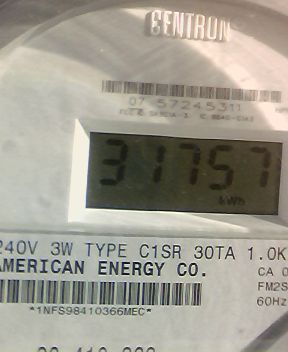 CENTRON
07 57245311
31757
kWh
240V 3W TYPE C1SR 30TA 1.0K
AMERICAN ENERGY CO.
CA 0
FM2S
60Hz
*1NFS98410366MEC*